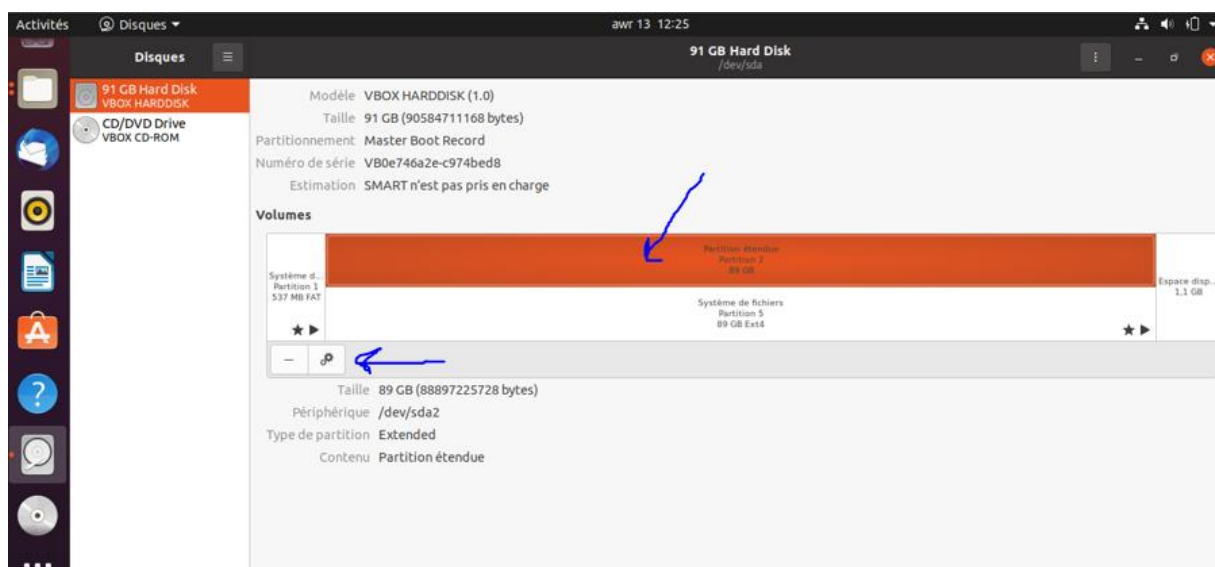 Activités
Disques
awr 13 12:25
Disques
91 GB Hard Disk
/dev/sda
91 GB Hard Disk
VBOX HARDDISK
CD/DVD Drive
VBOX CD-ROM
Modèle VBOX HARDDISK (1.0)
Taille 91 GB (90584711168 bytes)
Partitionnement Master Boot Record
Numéro de série VB0e746a2e-c974bed8
Estimation SMART n'est pas pris en charge
Volumes
Système d...
Partition 1
537 MB FAT
Partition étendue
Partition 2
89 GB
Système de fichiers
Partition 5
89 GB Ext4
Espace disp...
1,1 GB
Taille 89 GB (88897225728 bytes)
Périphérique /dev/sda2
Type de partition Extended
Contenu Partition étendue